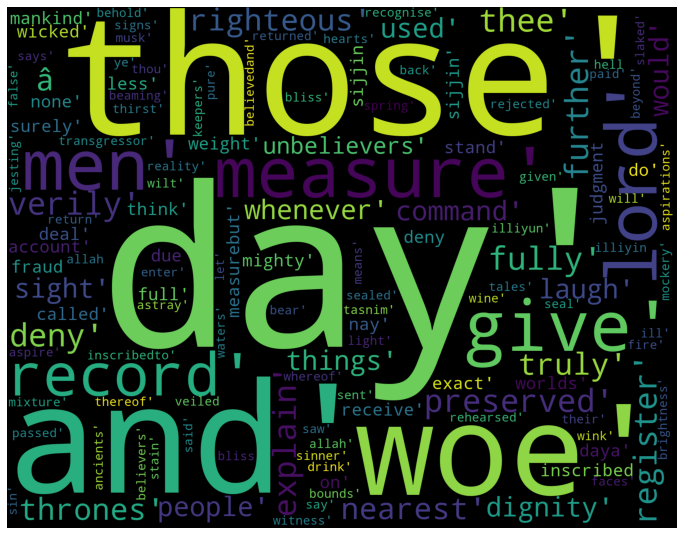 mankind'
behold'
recognise'
righteous'
used'
those'
thee'
hell
wicked'
signs'
musk'
returned'
hearts'
says'
ye'
thou'
believedand'
sijjin
â
none'
less'
beaming'
keepers'
pure'
bliss'
sijjin'
spring'
back'
rejected'
further'
paid
beyond'
slaked'
would'
false'
surely'
thirst'
weight'
unbelievers'
stand'
jesting'
transgressor'
men'
reality'
wilt'
measure'
given'
judgment
lord'
do'
will'
aspirations'
verily'
think'
whenever'
command'
return'
deal'
allah
day'
illiyun'
illiyin
account'
due
let'
measurebut'
deny
fully'
mockery'
fraud
enter'
mighty'
means'
tales'
sight'
full'
sealed'
wine'
laugh'
called'
astray'
bear'
tasnim'
seal'
ill'
deny'
waters'
nay'
light'
give'
fire'
aspire'
inscribedto'
things'
truly'
record'
whereof'
exact'
worlds'
mixture'
thereof'
veiled
sent'
rehearsed'
preserved'
their'
brightness'
passed'
and'
explain'
saw'
receive'
woe'
register'
ancients'
said'
allah'
wink'
believers'
stain'
sinner'
daya'
inscribed
bliss
drink'
faces
sin'
on'
bounds'
thrones'
people'
say'
nearest'
dignity'
witness'